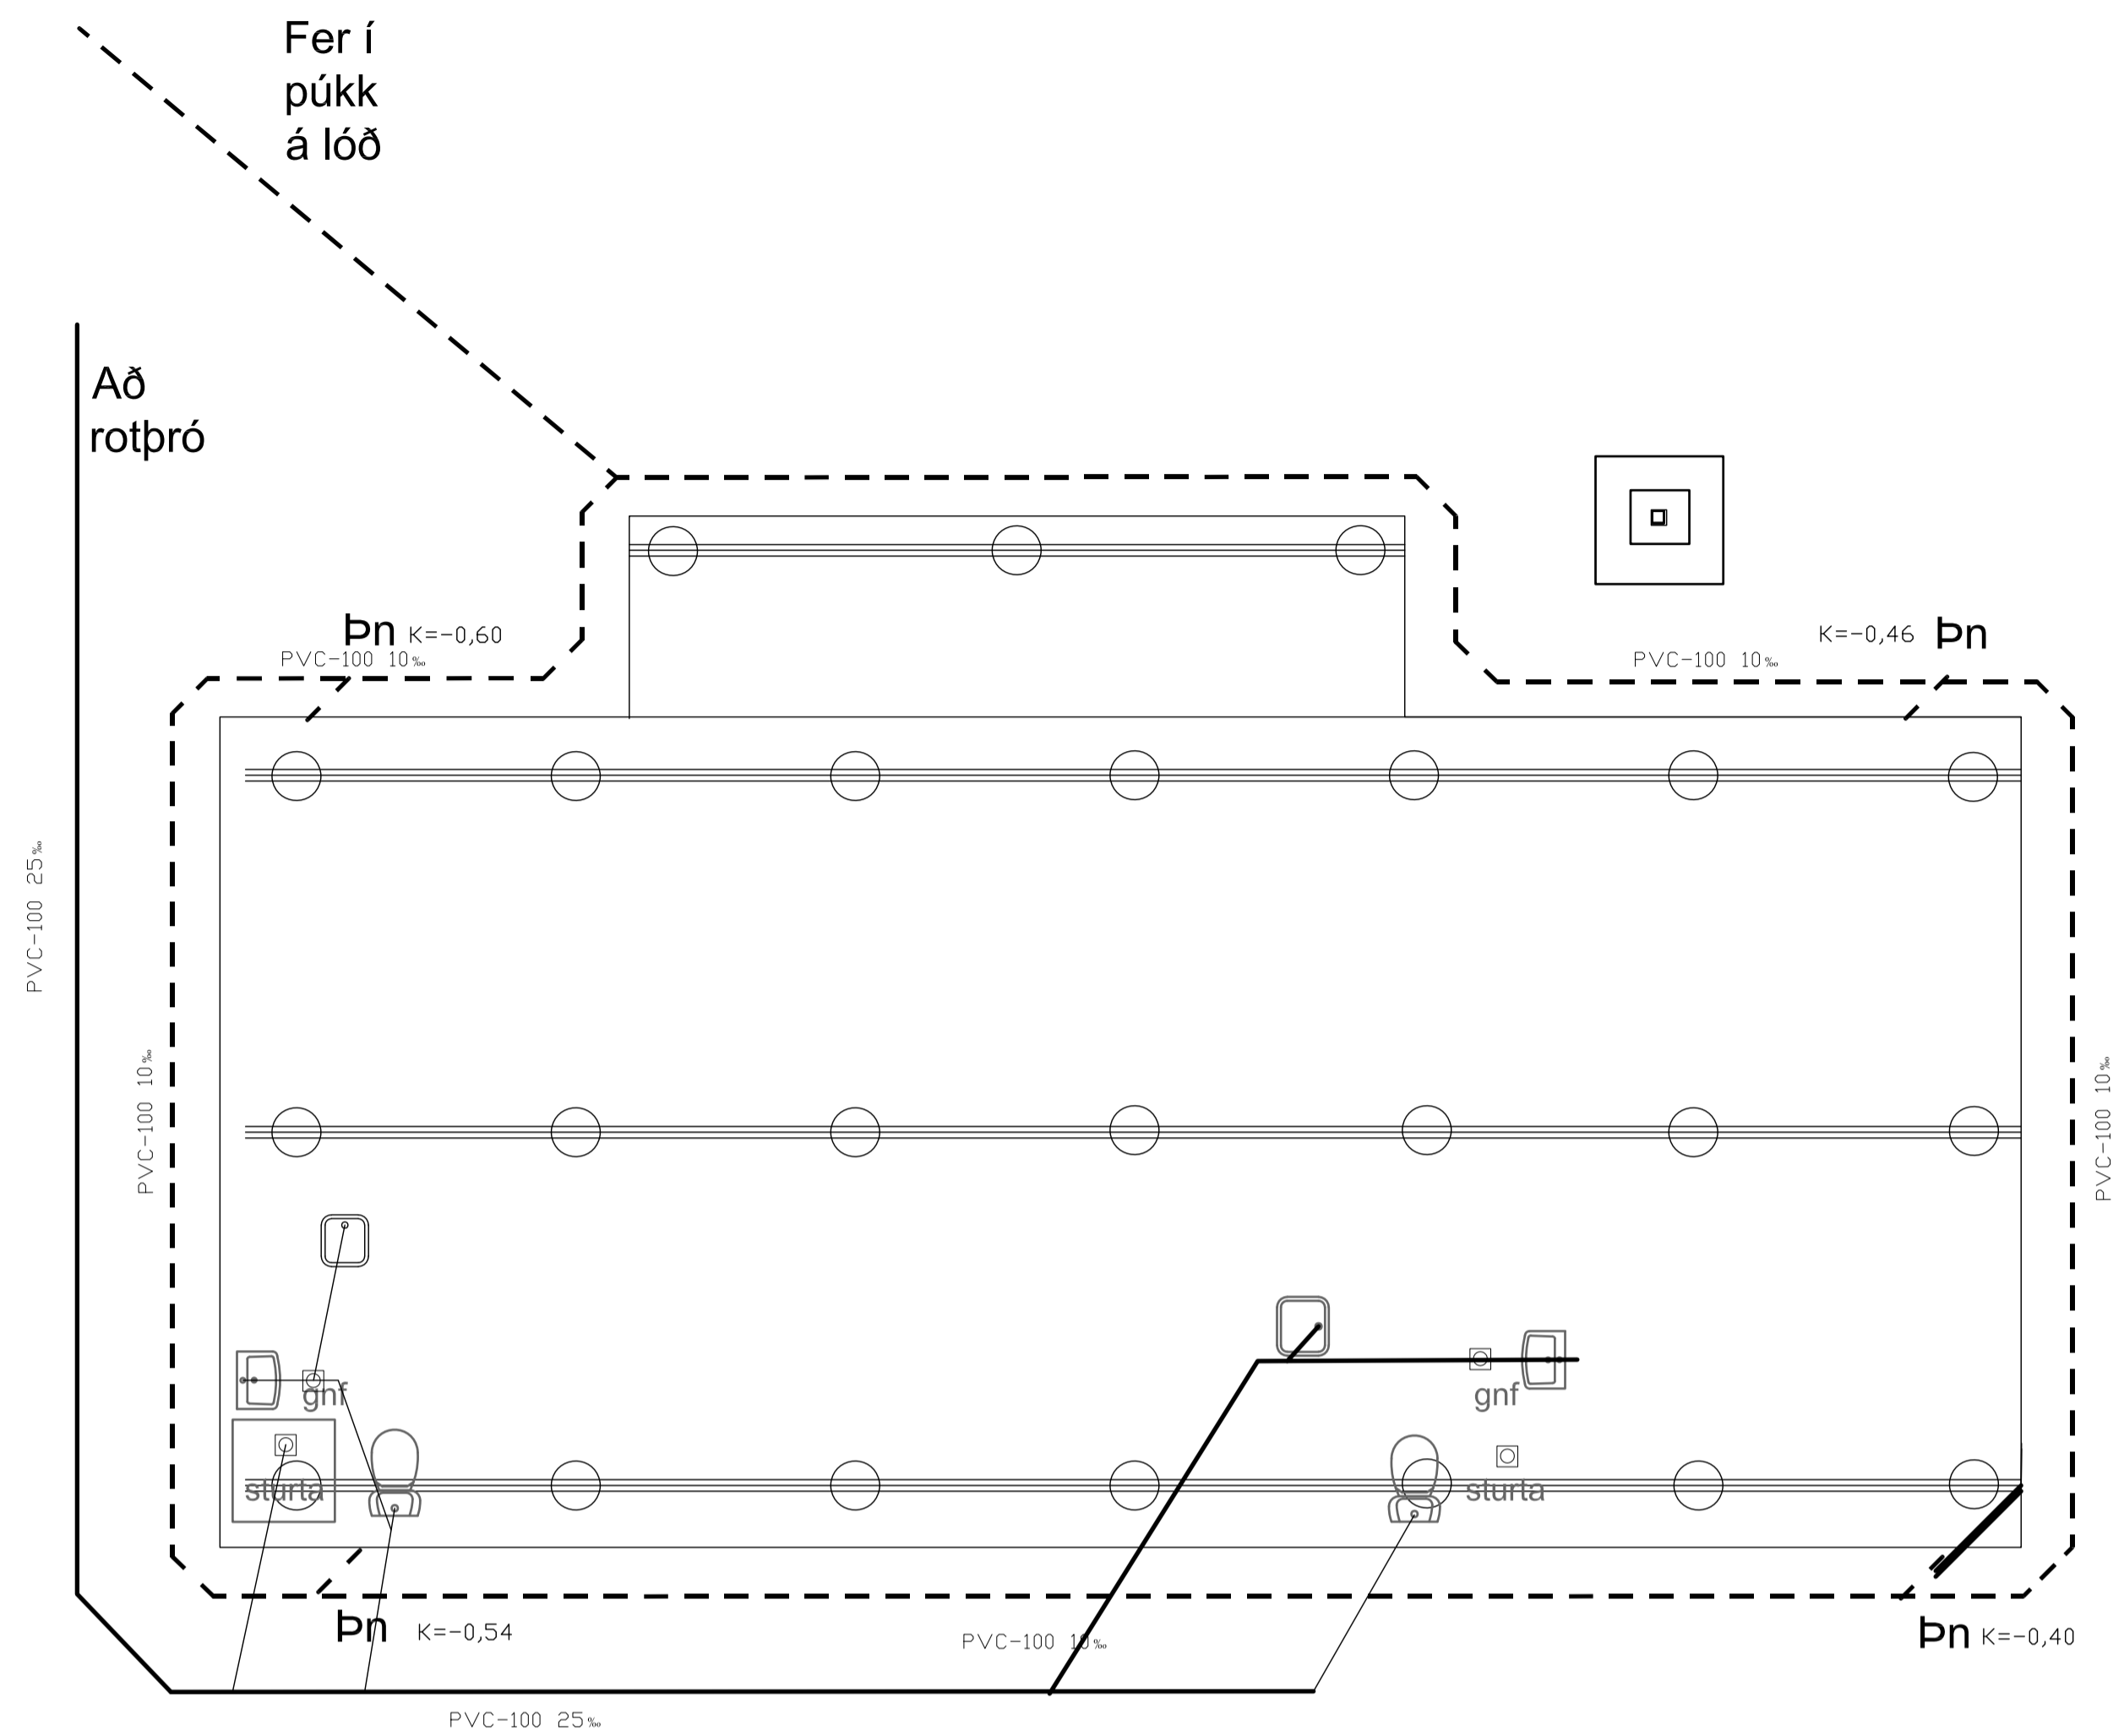 Fer í
púkk
á lóð
Að
rotþró
Þn K=-0,60
PVC-100 10‰
K=-0,46 Þn
PVC-100 10‰
PVC-100 25‰
PVC-100 10‰
PVC-100 10‰
gnf
gnf
sturta
sturta
Þn K=-0,54
PVC-100 10‰
Þn K=-0,40
PVC-100 25‰